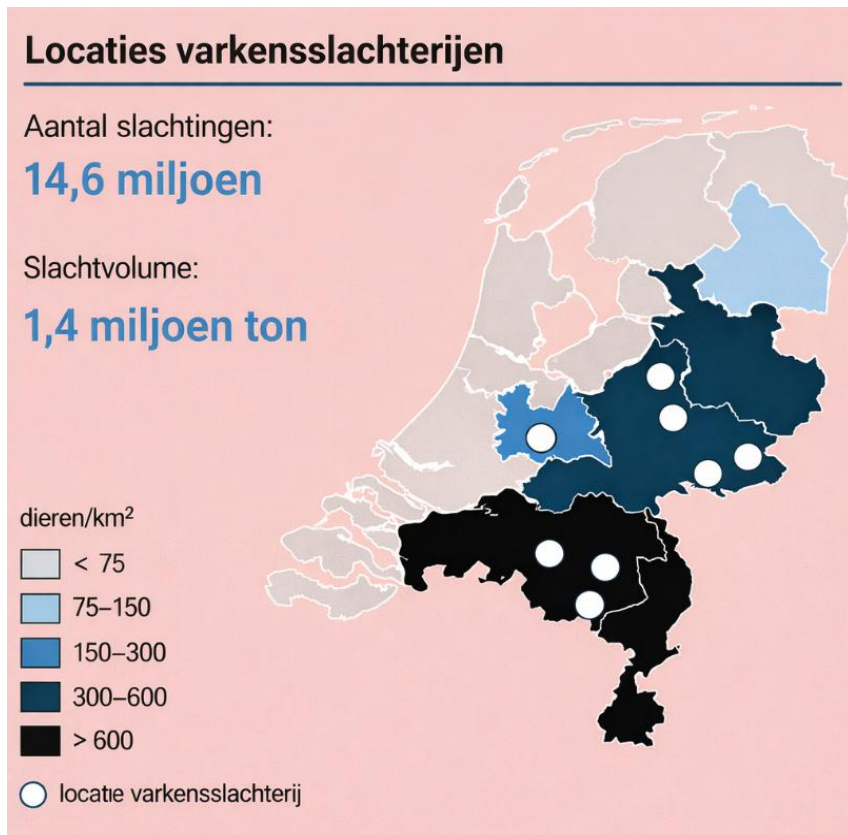 Locaties varkensslachterijen
Aantal slachtingen:
14,6 miljoen
Slachtvolume:
1,4 miljoen ton
dieren/km²
< 75
75–150
150–300
300–600
> 600
locatie varkensslachterij